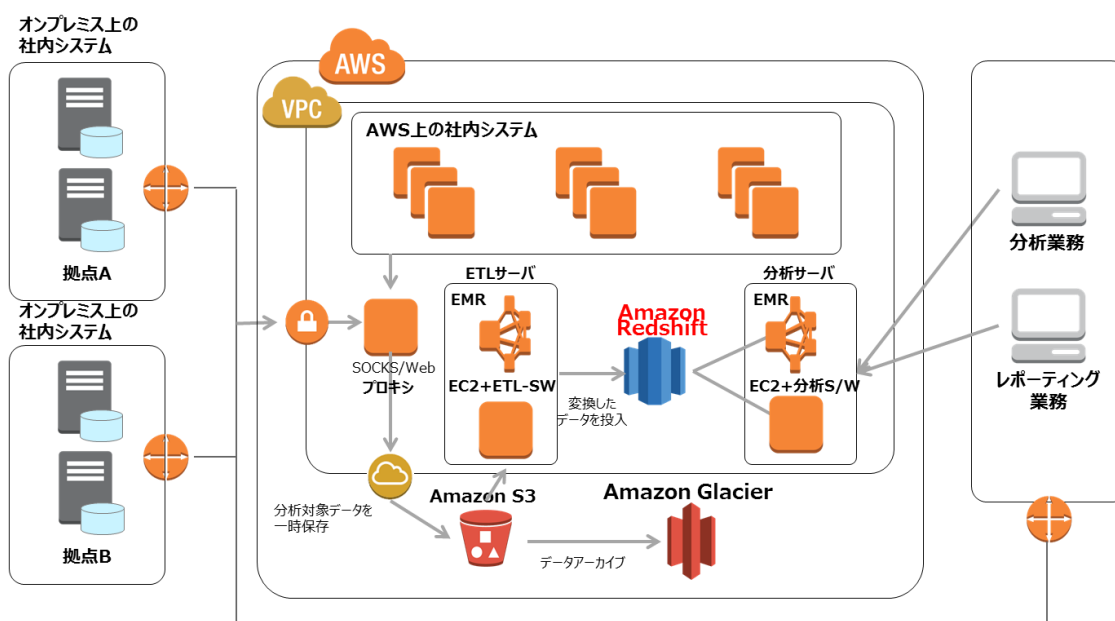 オンプレミス上の
社内システム
拠点A
オンプレミス上の
社内システム
拠点B
AWS
VPC
AWS上の社内システム
SOCKS/Web
プロキシ
ETLサーバ
EMR
EC2+ETL-SW
Amazon
Redshift
変換した
データを投入
分析サーバ
EMR
EC2+分析S/W
分析対象データを
一時保存
Amazon S3
データアーカイブ
Amazon Glacier
分析業務
レポーティング
業務